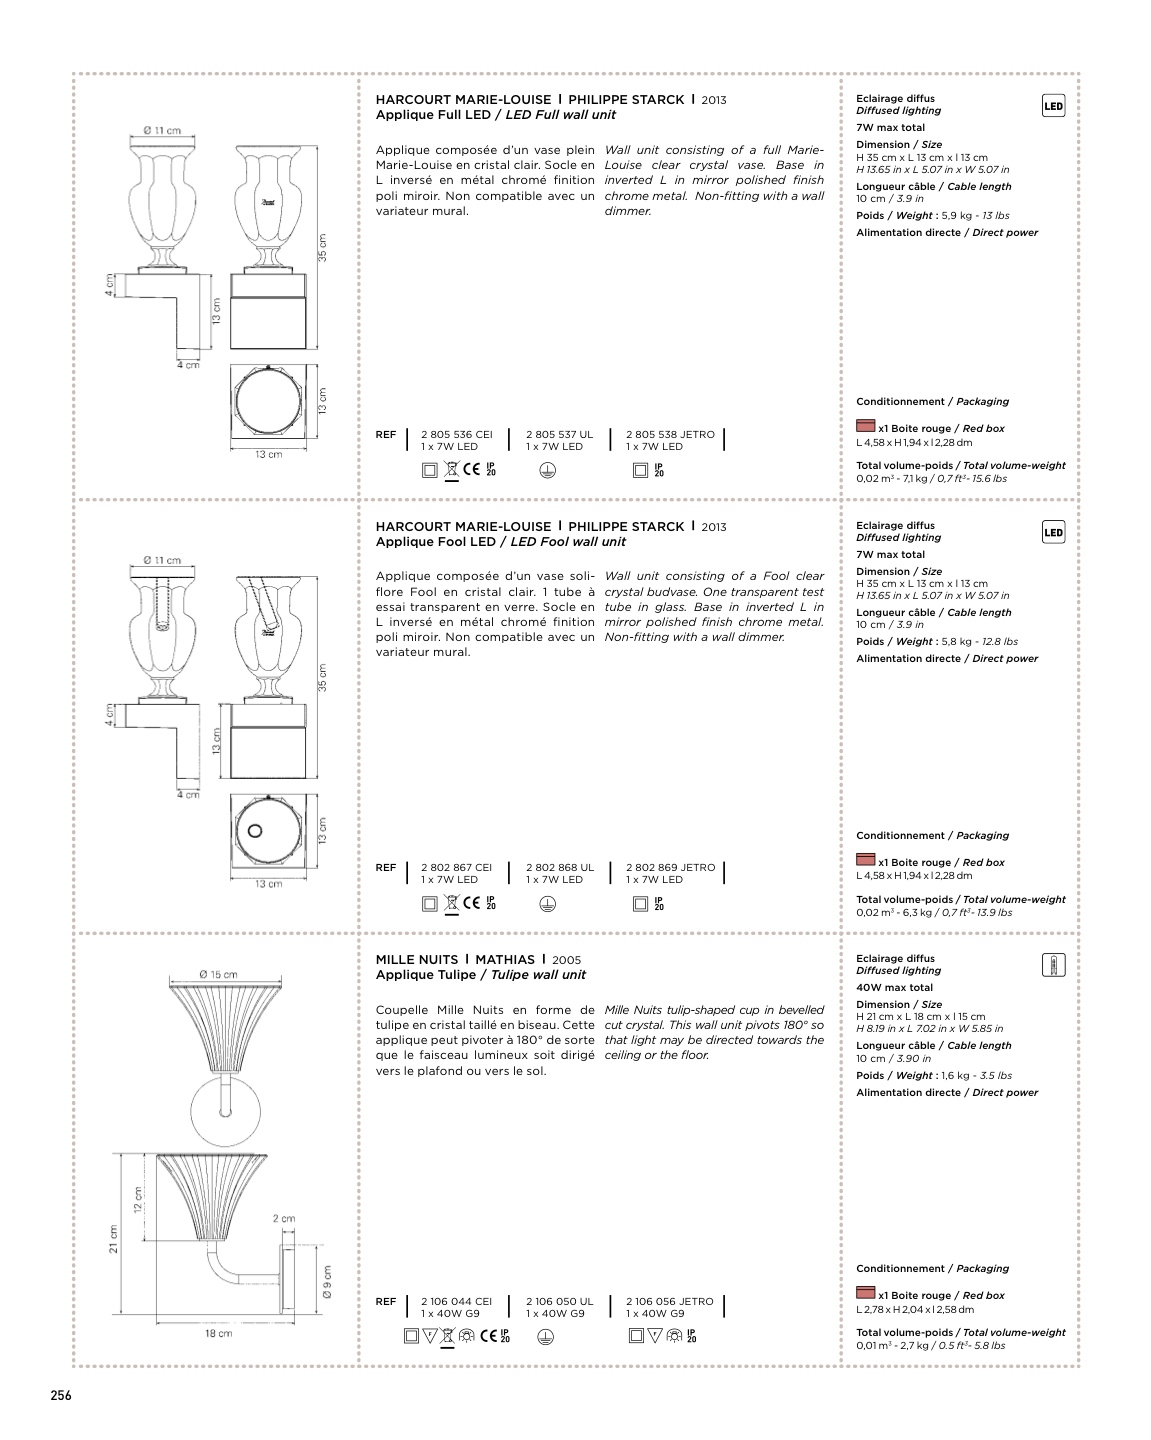 Ø 11 cm
35 cm
4 cm
13 cm
4 cm
13 cm
13 cm
HARCOURT MARIE-LOUISE I PHILIPPE STARCK I 2013
Applique Full LED / LED Full wall unit
Applique composée d'un vase plein
Marie-Louise en cristal clair. Socle en
L inversé en métal chromé finition
poli miroir. Non compatible avec un
variateur mural.
Wall unit consisting of a full Marie-
Louise clear crystal vase. Base in
inverted L in mirror polished finish
chrome metal. Non-fitting with a wall
dimmer.
REF
2 805 536 CEI
1 x 7W LED
2 805 537 UL
1 x 7W LED
2 805 538 JETRO
1 x 7W LED
CE IP 20
IP 20
Eclairage diffus
Diffused lighting
LED
7W max total
Dimension / Size
H 35 cm x L 13 cm x l 13 cm
H 13.65 in x L 5.07 in x W 5.07 in
Longueur câble / Cable length
10 cm / 3.9 in
Poids / Weight : 5,9 kg - 13 lbs
Alimentation directe / Direct power
Conditionnement / Packaging
x1 Boite rouge / Red box
L 4,58 x H 1,94 x l 2,28 dm
Total volume-poids / Total volume-weight
0,02 m³ - 7,1 kg / 0,7 ft³- 15.6 lbs
Ø 11 cm
35 cm
4 cm
13 cm
4 cm
13 cm
13 cm
HARCOURT MARIE-LOUISE I PHILIPPE STARCK I 2013
Applique Fool LED / LED Fool wall unit
Applique composée d'un vase soli-
flore Fool en cristal clair. 1 tube à
essai transparent en verre. Socle en
L inversé en métal chromé finition
poli miroir. Non compatible avec un
variateur mural.
Wall unit consisting of a Fool clear
crystal budvase. One transparent test
tube in glass. Base in inverted L in
mirror polished finish chrome metal.
Non-fitting with a wall dimmer.
REF
2 802 867 CEI
1 x 7W LED
2 802 868 UL
1 x 7W LED
2 802 869 JETRO
1 x 7W LED
CE IP 20
IP 20
Eclairage diffus
Diffused lighting
LED
7W max total
Dimension / Size
H 35 cm x L 13 cm x l 13 cm
H 13.65 in x L 5.07 in x W 5.07 in
Longueur câble / Cable length
10 cm / 3.9 in
Poids / Weight : 5,8 kg - 12.8 lbs
Alimentation directe / Direct power
Conditionnement / Packaging
x1 Boite rouge / Red box
L 4,58 x H 1,94 x l 2,28 dm
Total volume-poids / Total volume-weight
0,02 m³ - 6,3 kg / 0,7 ft³- 13.9 lbs
Ø 15 cm
12 cm
21 cm
2 cm
Ø 9 cm
18 cm
MILLE NUITS I MATHIAS I 2005
Applique Tulipe / Tulipe wall unit
Coupelle Mille Nuits en forme de
tulipe en cristal taillé en biseau. Cette
applique peut pivoter à 180° de sorte
que le faisceau lumineux soit dirigé
vers le plafond ou vers le sol.
Mille Nuits tulip-shaped cup in bevelled
cut crystal. This wall unit pivots 180° so
that light may be directed towards the
ceiling or the floor.
REF
2 106 044 CEI
1 x 40W G9
2 106 050 UL
1 x 40W G9
2 106 056 JETRO
1 x 40W G9
F CE IP 20
F IP 20
Eclairage diffus
Diffused lighting
40W max total
Dimension / Size
H 21 cm x L 18 cm x l 15 cm
H 8.19 in x L 7.02 in x W 5.85 in
Longueur câble / Cable length
10 cm / 3.90 in
Poids / Weight : 1,6 kg - 3.5 lbs
Alimentation directe / Direct power
Conditionnement / Packaging
x1 Boite rouge / Red box
L 2,78 x H 2,04 x l 2,58 dm
Total volume-poids / Total volume-weight
0,01 m³ - 2,7 kg / 0.5 ft³- 5.8 lbs
256